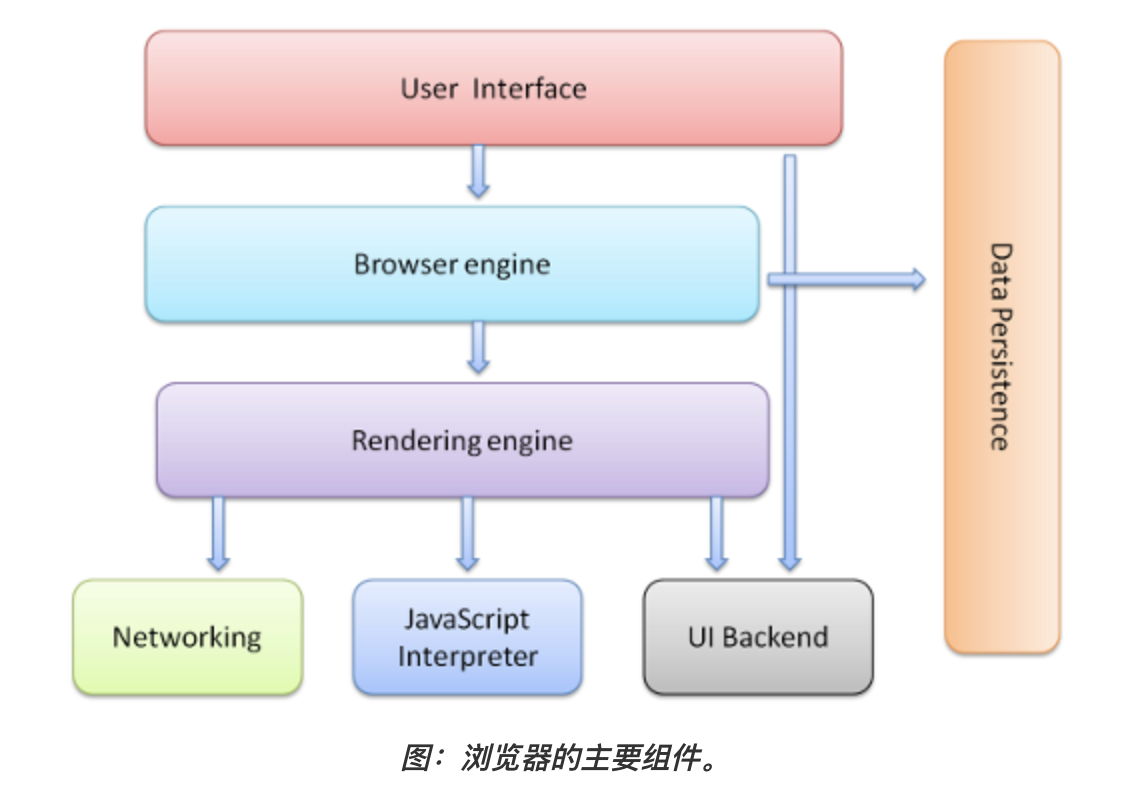 User Interface
Browser engine
Rendering engine
Networking
JavaScript
Interpreter
UI Backend
Data Persistence
图：浏览器的主要组件。